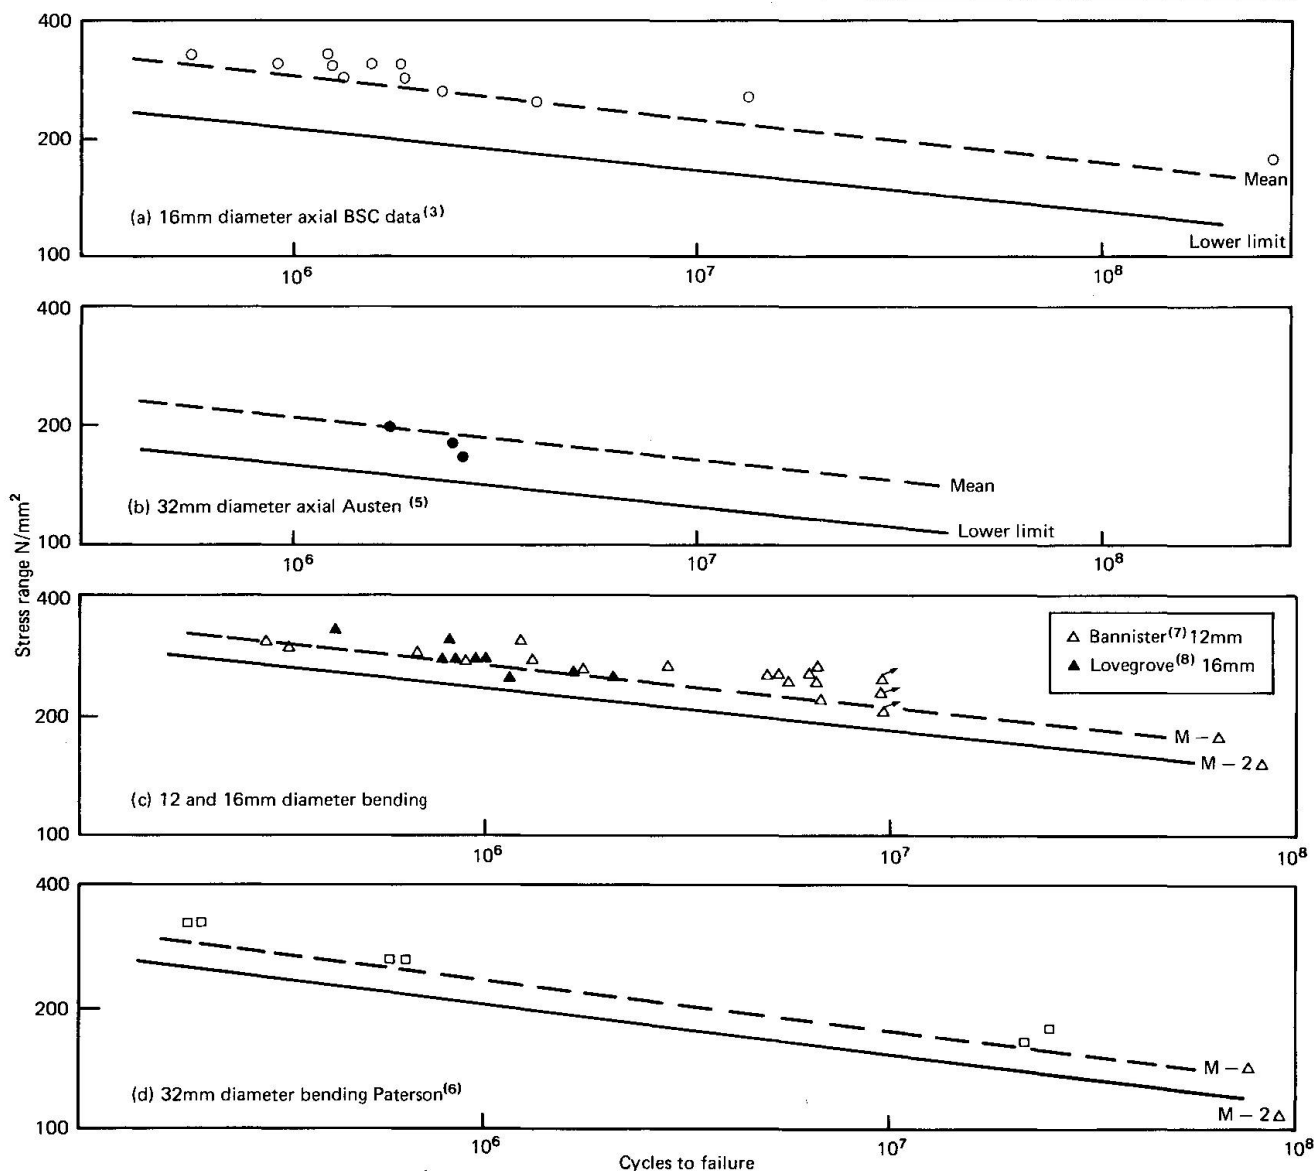 400
200
100
Mean
Lower limit
(a) 16mm diameter axial BSC data(3)
10⁶
10⁷
10⁸
400
200
100
Mean
Lower limit
(b) 32mm diameter axial Austen (5)
10⁶
10⁷
10⁸
Stress range N/mm²
400
200
100
△ Bannister(7) 12mm
▲ Lovegrove(8) 16mm
M – △
M – 2△
(c) 12 and 16mm diameter bending
10⁶
10⁷
10⁸
400
200
100
M – △
M – 2△
(d) 32mm diameter bending Paterson(6)
10⁶
10⁷
10⁸
Cycles to failure